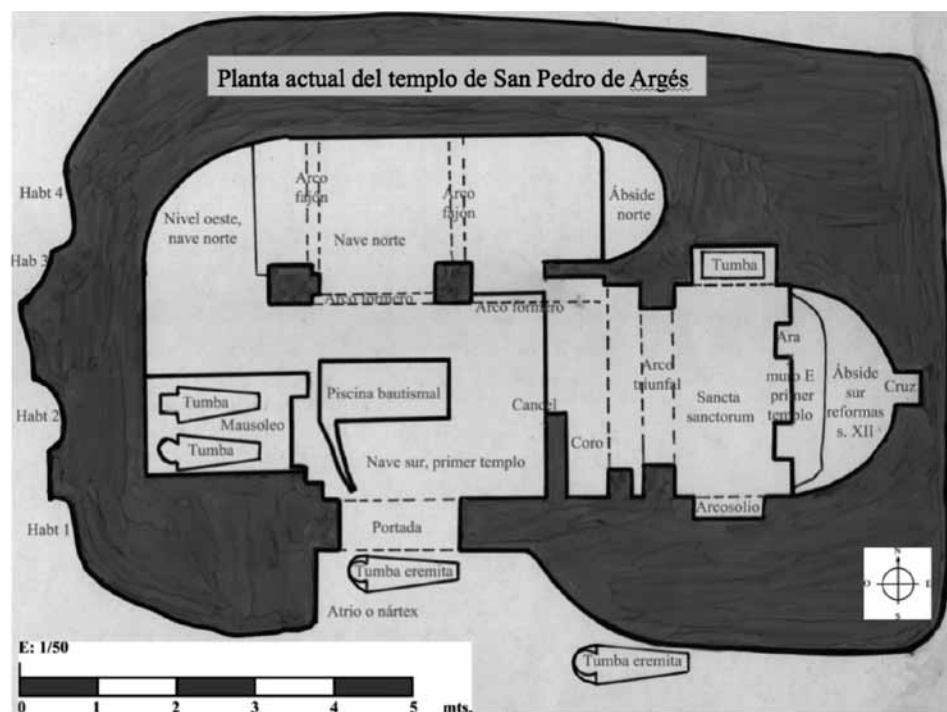 Planta actual del templo de San Pedro de Argés
Habt 4
Hab 3
Habt 2
Habt 1
Nivel oeste,
nave norte
Arco
fajón
Nave norte
Arco
fajón
Ábside
norte
Tumba
Arco formero
Arco formero
Tumba
Mausoleo
Tumba
Piscina bautismal
Nave sur, primer templo
Cancel
Coro
Arco
triunfal
Sancta
sanctorum
Ara
muro E
primer
templo
Ábside
sur
reformas
s. XII
Cruz
Arcosolio
Portada
Tumba eremita
Atrio o nártex
Tumba eremita
N
O
E
S
E: 1/50
0 1 2 3 4 5 mts.